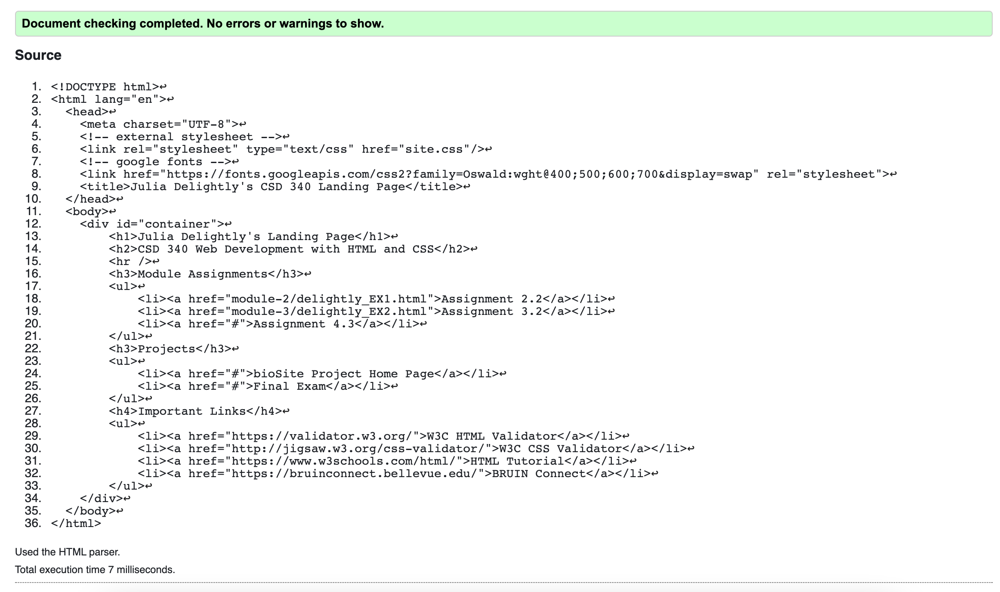 Document checking completed. No errors or warnings to show.
Source
1. <!DOCTYPE html>↩
2. <html lang="en">↩
3.   <head>↩
4.     <meta charset="UTF-8">↩
5.     <!-- external stylesheet -->↩
6.     <link rel="stylesheet" type="text/css" href="site.css"/>↩
7.     <!-- google fonts -->↩
8.     <link href="https://fonts.googleapis.com/css2?family=Oswald:wght@400;500;600;700&display=swap" rel="stylesheet">↩
9.     <title>Julia Delightly's CSD 340 Landing Page</title>↩
10.   </head>↩
11.   <body>↩
12.     <div id="container">↩
13.         <h1>Julia Delightly's Landing Page</h1>↩
14.         <h2>CSD 340 Web Development with HTML and CSS</h2>↩
15.         <hr />↩
16.         <h3>Module Assignments</h3>↩
17.         <ul>↩
18.             <li><a href="module-2/delightly_EX1.html">Assignment 2.2</a></li>↩
19.             <li><a href="module-3/delightly_EX2.html">Assignment 3.2</a></li>↩
20.             <li><a href="#">Assignment 4.3</a></li>↩
21.         </ul>↩
22.         <h3>Projects</h3>↩
23.         <ul>↩
24.             <li><a href="#">bioSite Project Home Page</a></li>↩
25.             <li><a href="#">Final Exam</a></li>↩
26.         </ul>↩
27.         <h4>Important Links</h4>↩
28.         <ul>↩
29.             <li><a href="https://validator.w3.org/">W3C HTML Validator</a></li>↩
30.             <li><a href="http://jigsaw.w3.org/css-validator/">W3C CSS Validator</a></li>↩
31.             <li><a href="https://www.w3schools.com/html/">HTML Tutorial</a></li>↩
32.             <li><a href="https://bruinconnect.bellevue.edu/">BRUIN Connect</a></li>↩
33.         </ul>↩
34.     </div>↩
35.   </body>↩
36. </html>
Used the HTML parser.
Total execution time 7 milliseconds.